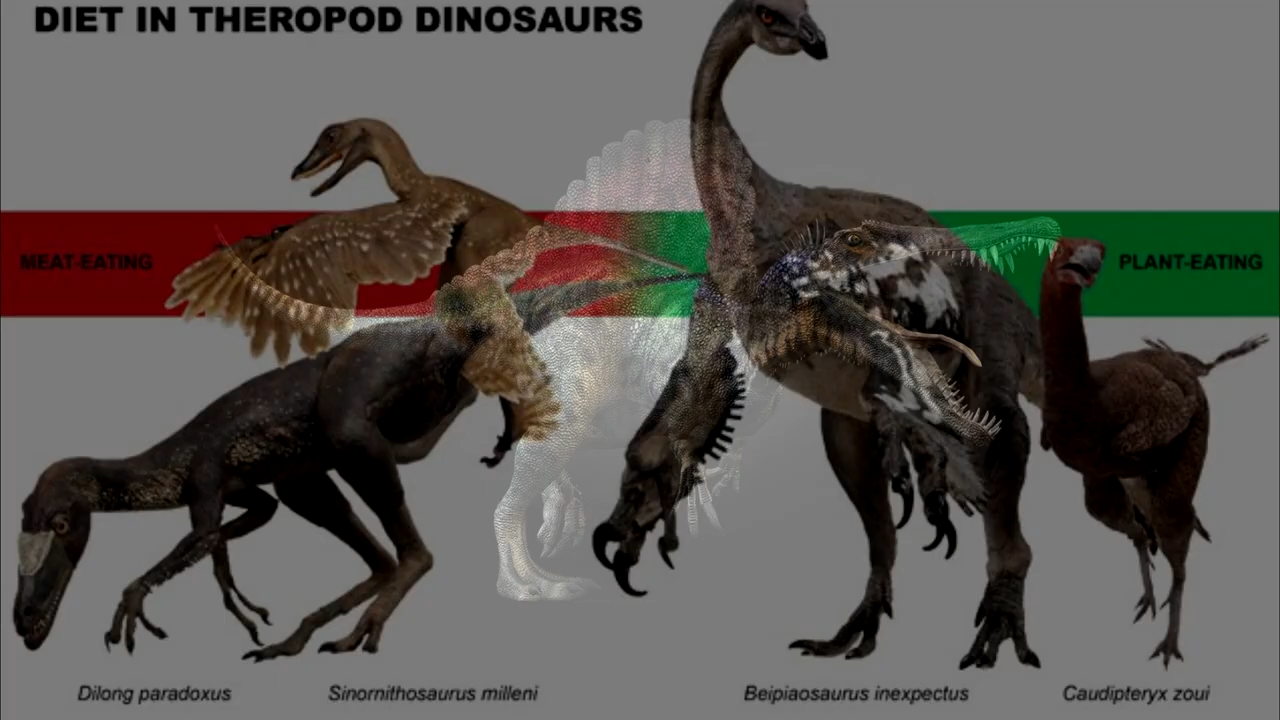 DIET IN THEROPOD DINOSAURS
MEAT-EATING
PLANT-EATING
Dilong paradoxus
Sinornithosaurus milleni
Beipiaosaurus inexpectus
Caudipteryx zoui